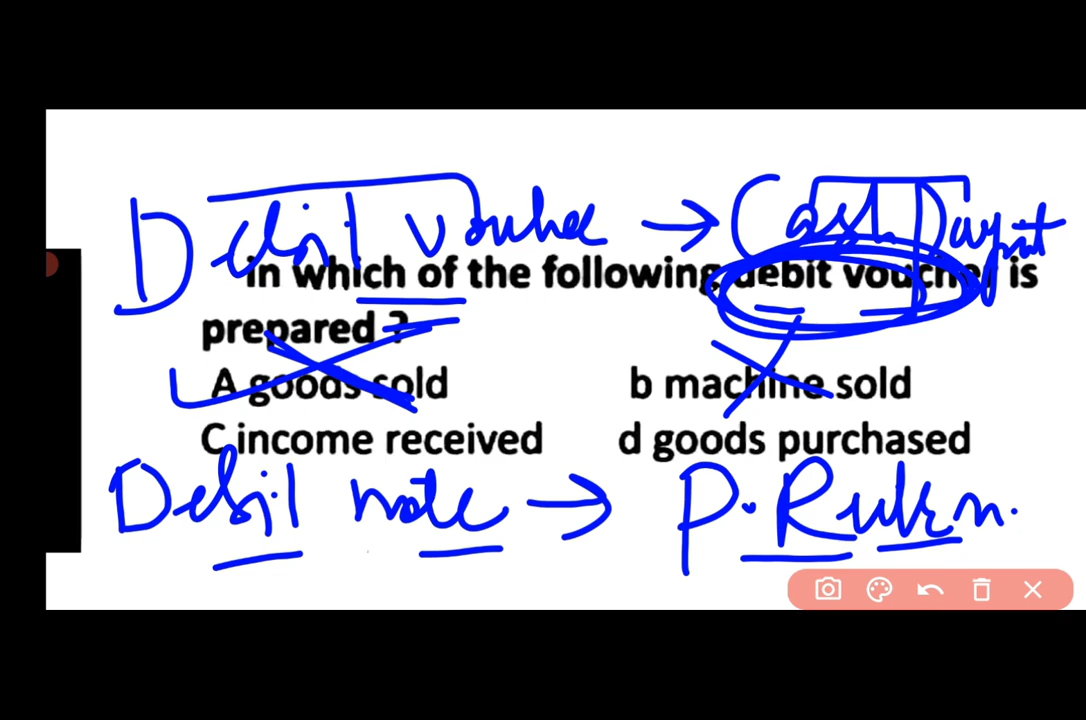 Debit voucher → Cash Paymt
in which of the following debit voucher is
prepared ?
A goods sold b machine sold
C income received d goods purchased
Debit note → P. Return.